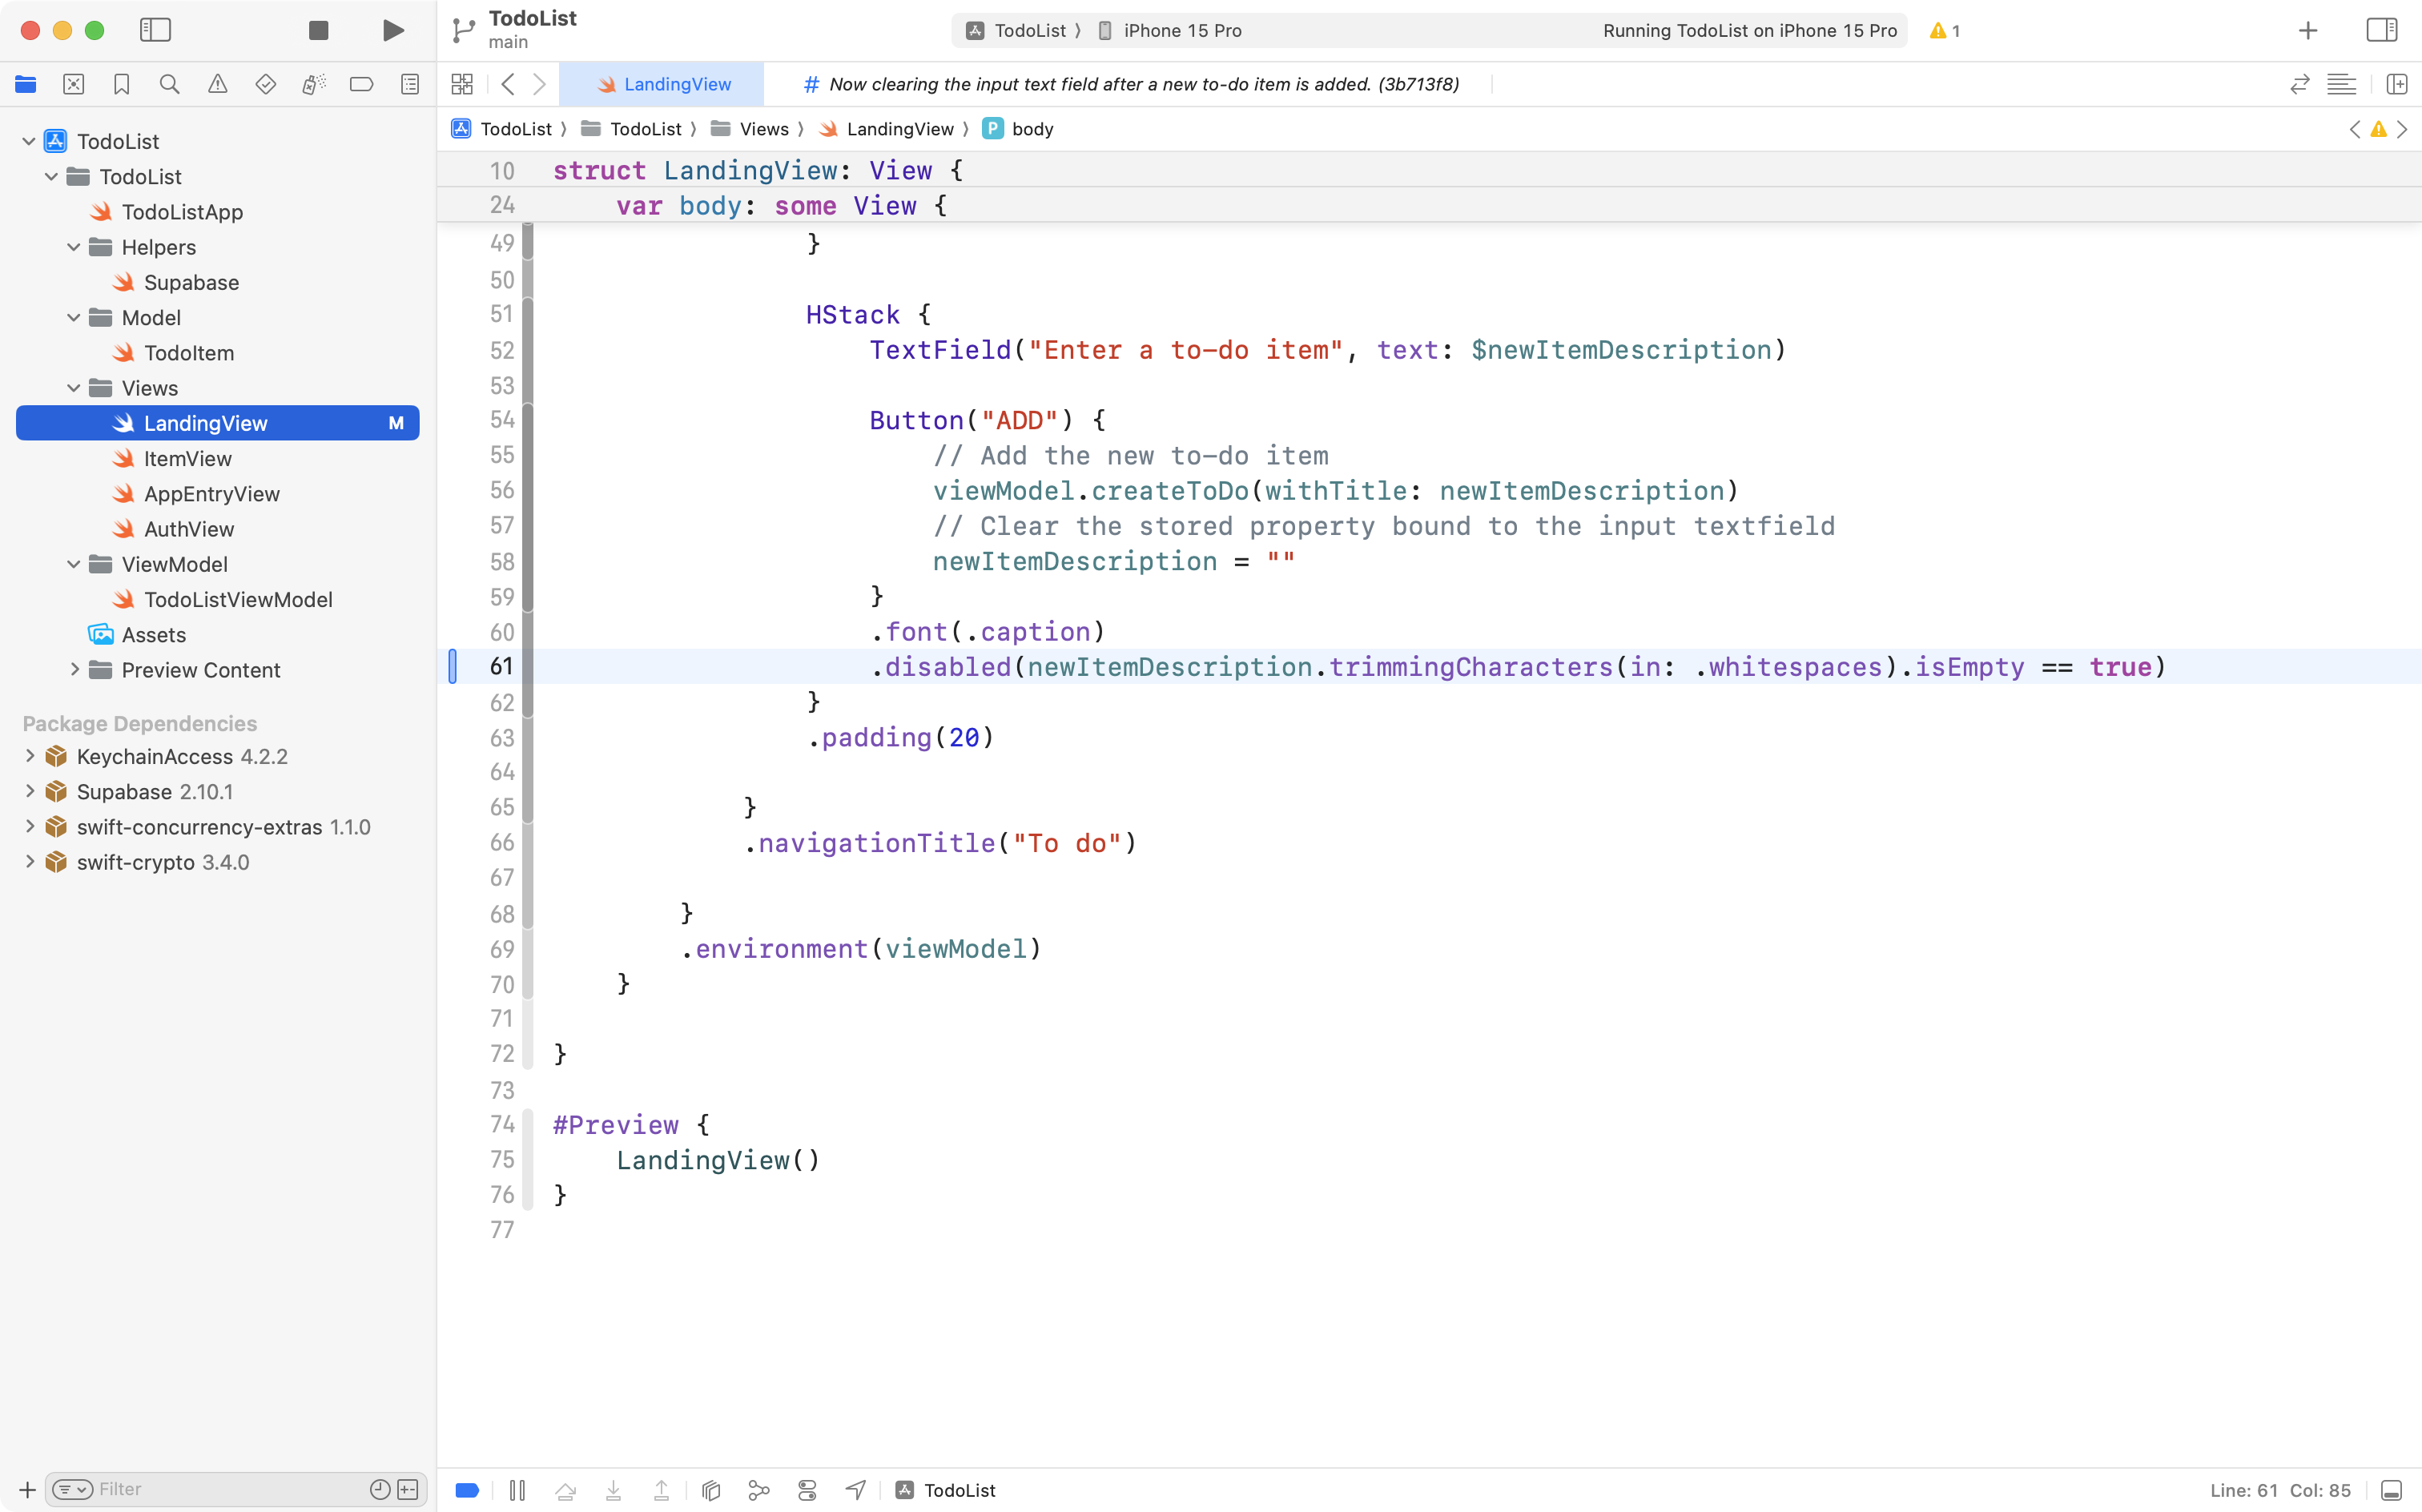 TodoList
main
TodoList 〉 iPhone 15 Pro
Running TodoList on iPhone 15 Pro
1
LandingView
# Now clearing the input text field after a new to-do item is added. (3b713f8)
TodoList 〉 TodoList 〉 Views 〉 LandingView 〉 P body
TodoList
TodoList
TodoListApp
Helpers
Supabase
Model
TodoItem
Views
LandingView M
ItemView
AppEntryView
AuthView
ViewModel
TodoListViewModel
Assets
Preview Content
Package Dependencies
KeychainAccess 4.2.2
Supabase 2.10.1
swift-concurrency-extras 1.1.0
swift-crypto 3.4.0
Filter
10 struct LandingView: View {
24 var body: some View {
49 }
50
51 HStack {
52 TextField("Enter a to-do item", text: $newItemDescription)
53
54 Button("ADD") {
55 // Add the new to-do item
56 viewModel.createToDo(withTitle: newItemDescription)
57 // Clear the stored property bound to the input textfield
58 newItemDescription = ""
59 }
60 .font(.caption)
61 .disabled(newItemDescription.trimmingCharacters(in: .whitespaces).isEmpty == true)
62 }
63 .padding(20)
64
65 }
66 .navigationTitle("To do")
67
68 }
69 .environment(viewModel)
70 }
71
72 }
73
74 #Preview {
75 LandingView()
76 }
77
TodoList
Line: 61 Col: 85